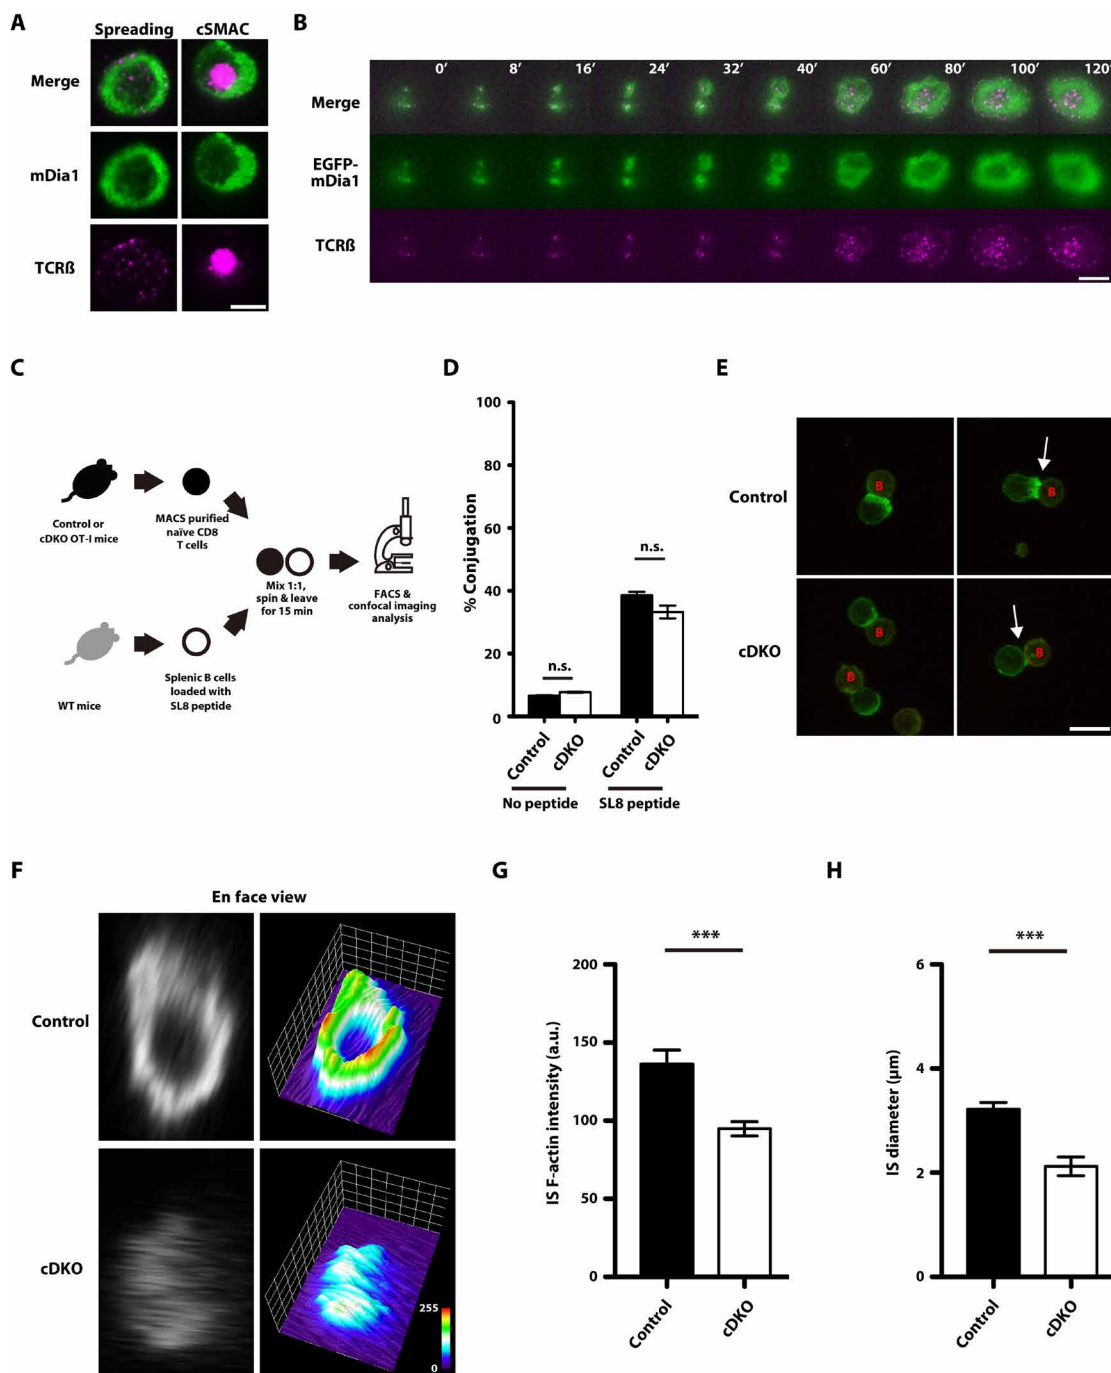 A
Spreading cSMAC
Merge
mDia1
TCRß
B
0’ 8’ 16’ 24’ 32’ 40’ 60’ 80’ 100’ 120’
Merge
EGFP-
mDia1
TCRß
C
Control or
cDKO OT-I mice
MACS purified
naïve CD8
T cells
Mix 1:1,
spin & leave
for 15 min
FACS &
confocal imaging
analysis
WT mice
Splenic B cells
loaded with
SL8 peptide
D
% Conjugation
100
80
60
40
20
0
n.s.
n.s.
Control
cDKO
Control
cDKO
No peptide
SL8 peptide
E
Control
cDKO
B
B
B
B
B
F
En face view
Control
cDKO
255
0
G
IS F-actin intensity (a.u.)
200
150
100
50
0
***
Control
cDKO
H
IS diameter (µm)
6
4
2
0
***
Control
cDKO